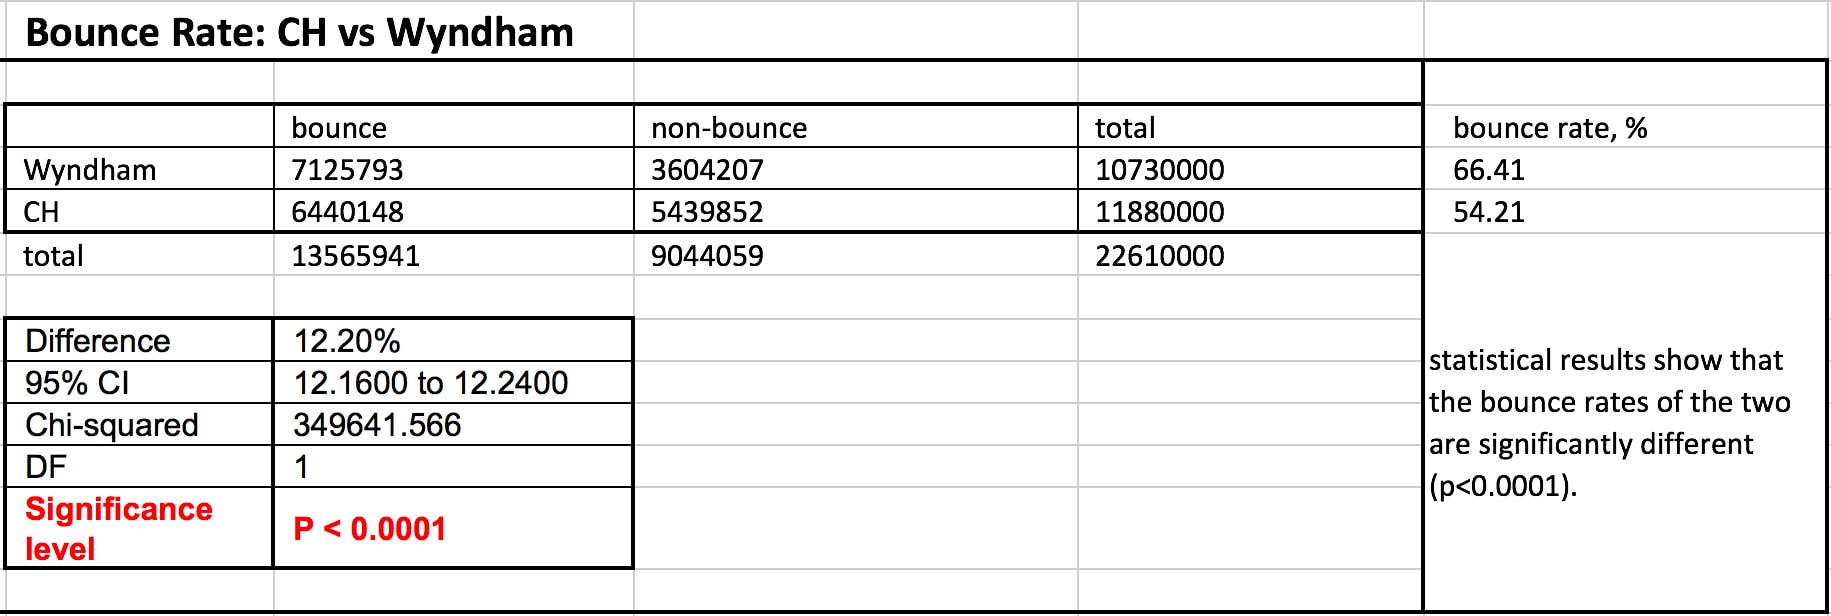 Bounce Rate: CH vs Wyndham
bounce non-bounce total bounce rate, %
Wyndham 7125793 3604207 10730000 66.41
CH 6440148 5439852 11880000 54.21
total 13565941 9044059 22610000
Difference 12.20%
95% CI 12.1600 to 12.2400
Chi-squared 349641.566
DF 1
Significance
level
P < 0.0001
statistical results show that
the bounce rates of the two
are significantly different
(p<0.0001).